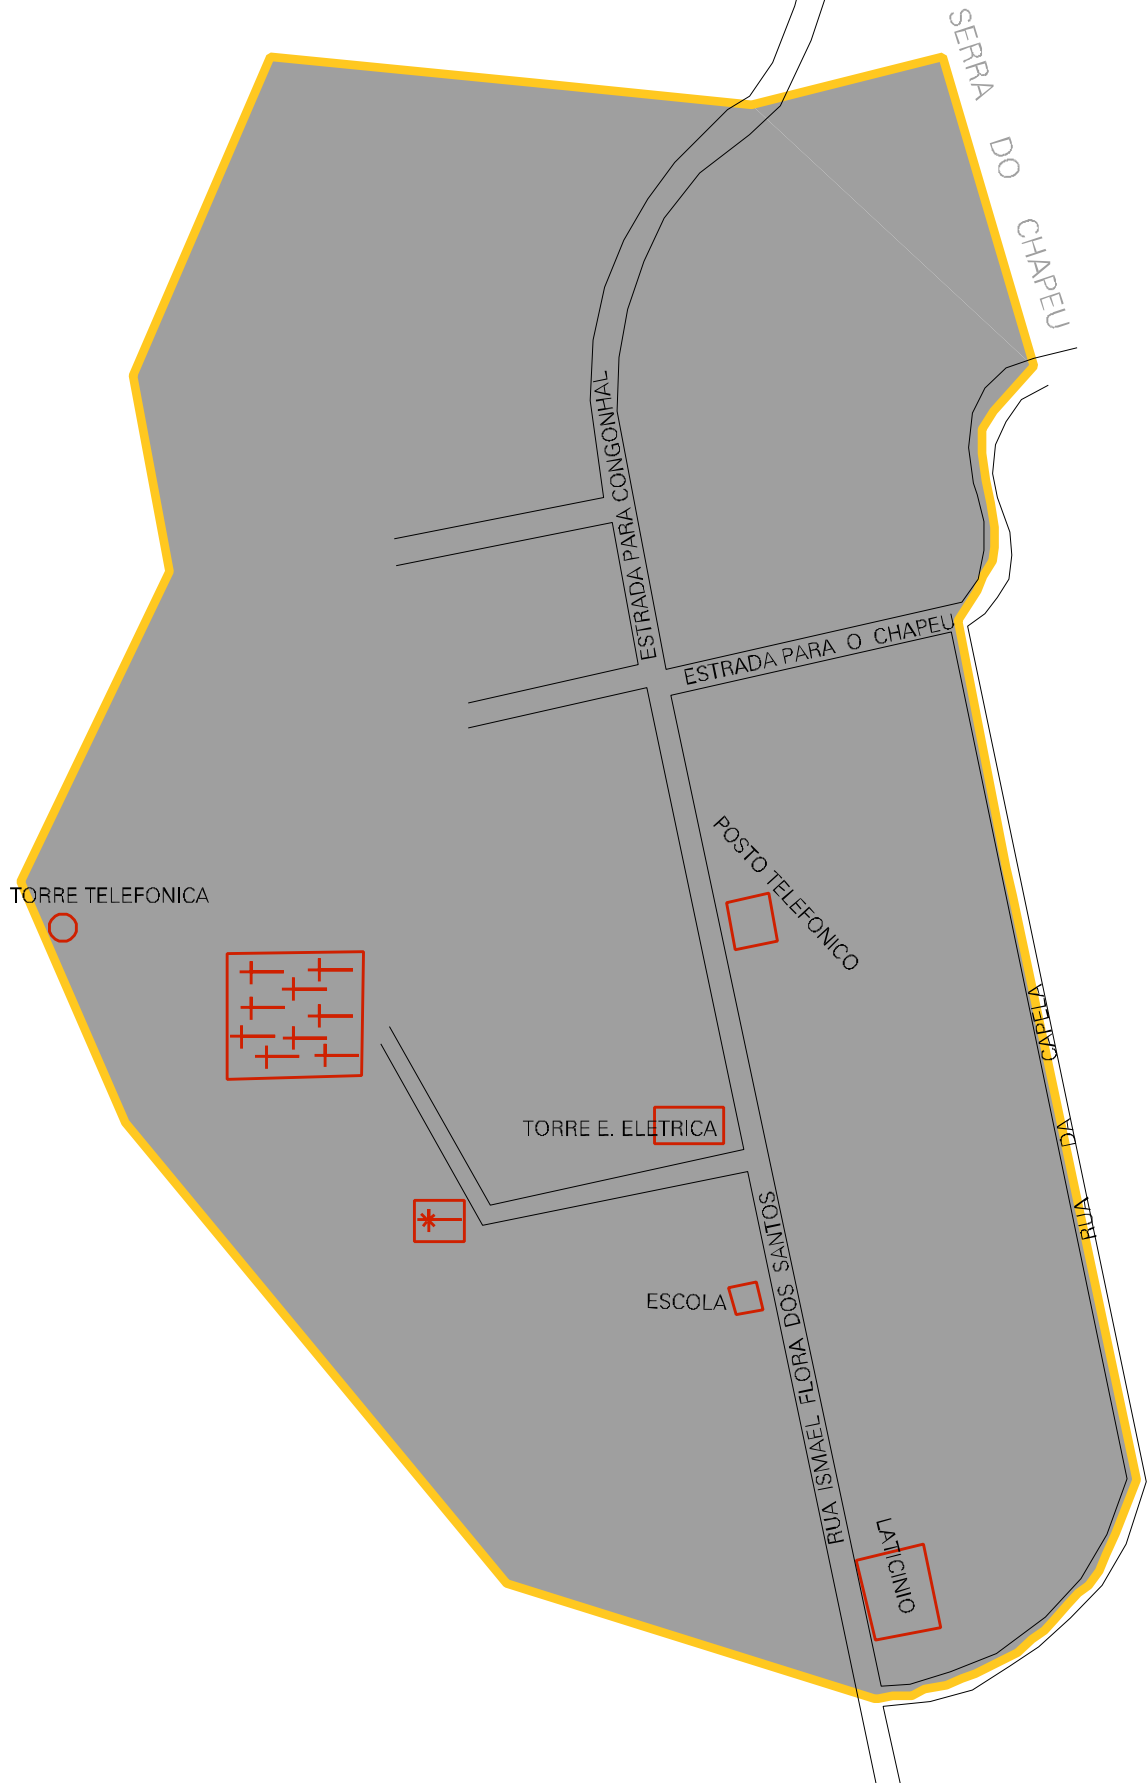 SERRA DO CHAPEU
ESTRADA PARA CONGONHAL
ESTRADA PARA O CHAPEU
POSTO TELEFONICO
TORRE TELEFONICA
RUA DA CAPELA
TORRE E. ELETRICA
RUA ISMAEL FLORA DOS SANTOS
ESCOLA
LATICINIO